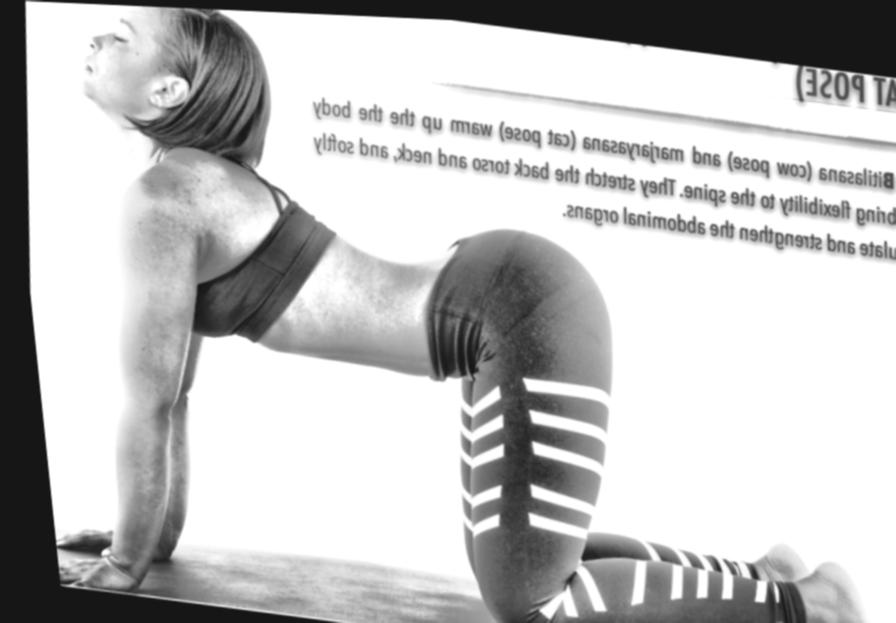 AT POSE)
Bitilasana (cow pose) and marjaryasana (cat pose) warm up the the body
bring flexibility to the spine. They stretch the back torso and neck, and softly
ulate and strengthen the abdominal organs.